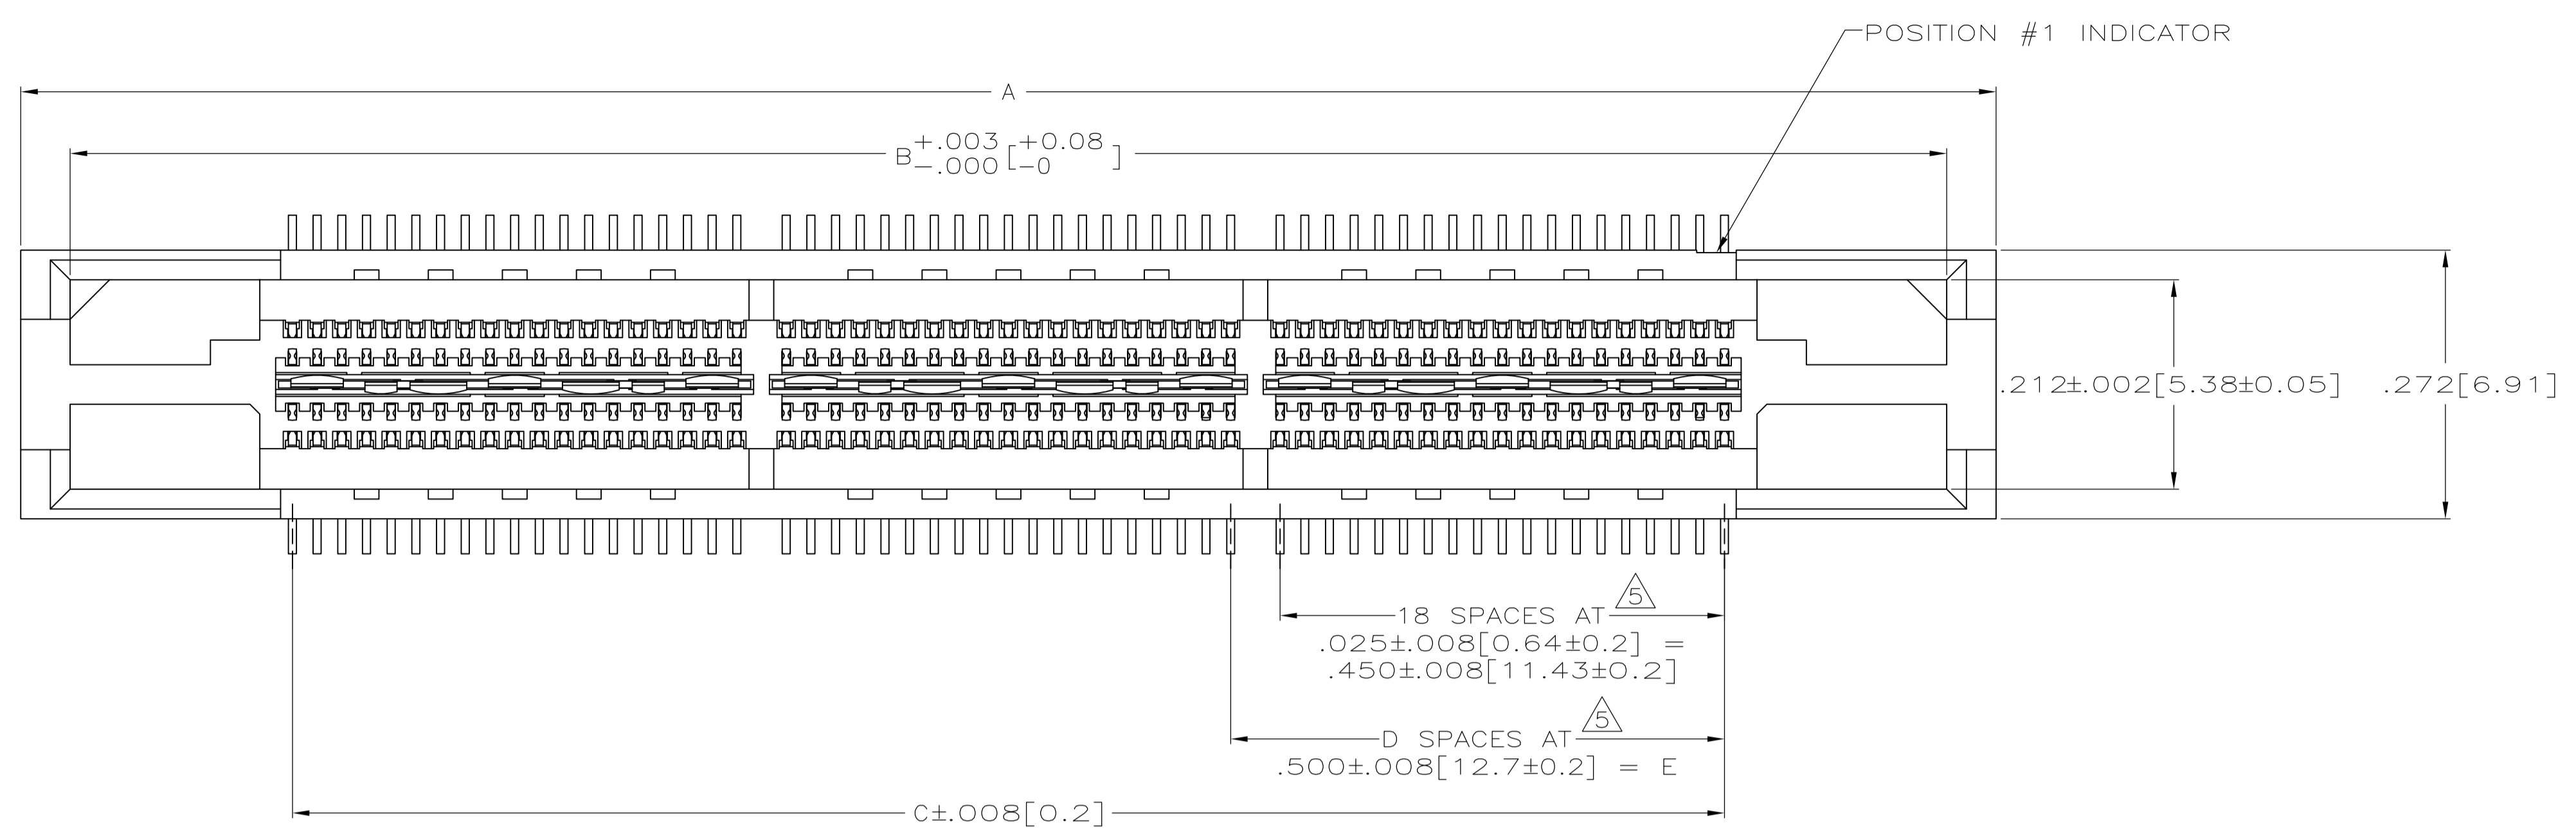 POSITION #1 INDICATOR
A
B+.003 [+0.08
-.000 -0 ]
.212±.002[5.38±0.05]
.272[6.91]
5
18 SPACES AT
.025±.008[0.64±0.2] =
.450±.008[11.43±0.2]
5
D SPACES AT
.500±.008[12.7±0.2] = E
C±.008[0.2]